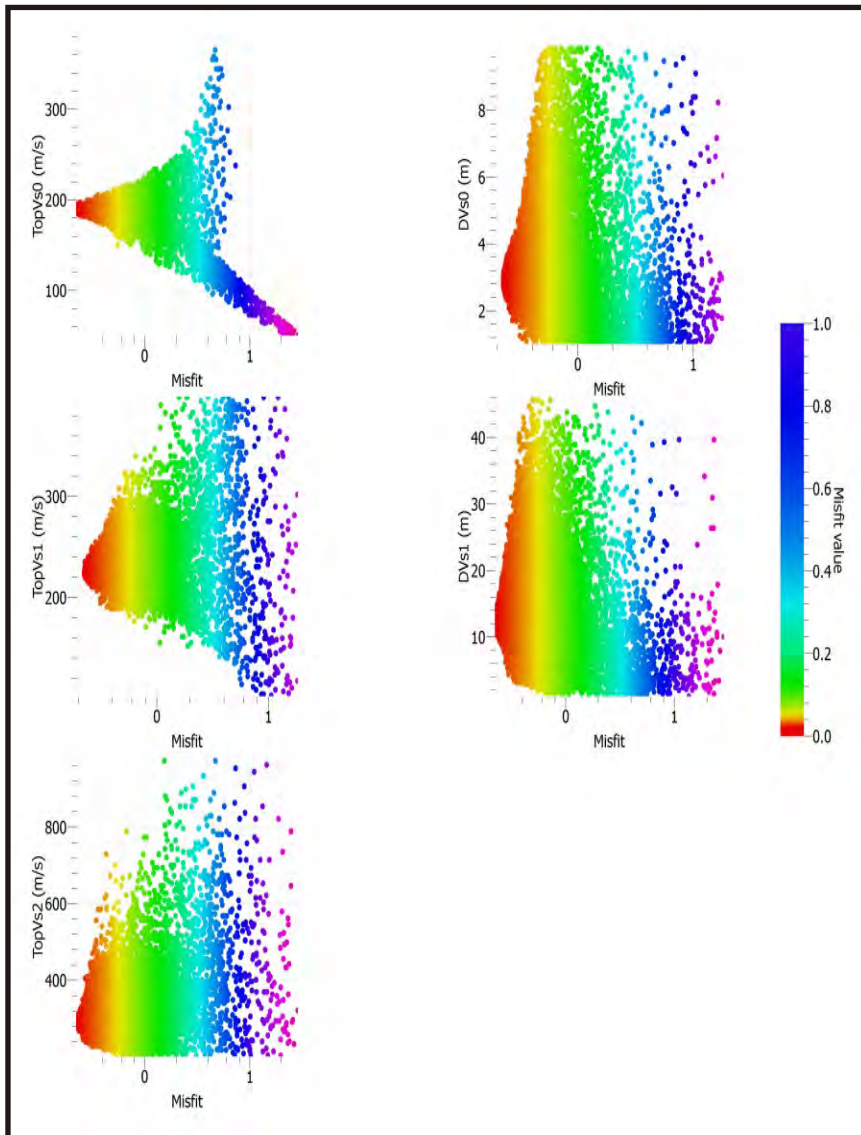 300
200
100
TopVs0 (m/s)
0
1
Misfit
8
6
4
2
DVs0 (m)
0
1
Misfit
300
200
TopVs1 (m/s)
0
1
Misfit
40
30
20
10
DVs1 (m)
0
1
Misfit
1.0
0.8
0.6
0.4
0.2
0.0
Misfit value
800
600
400
TopVs2 (m/s)
0
1
Misfit